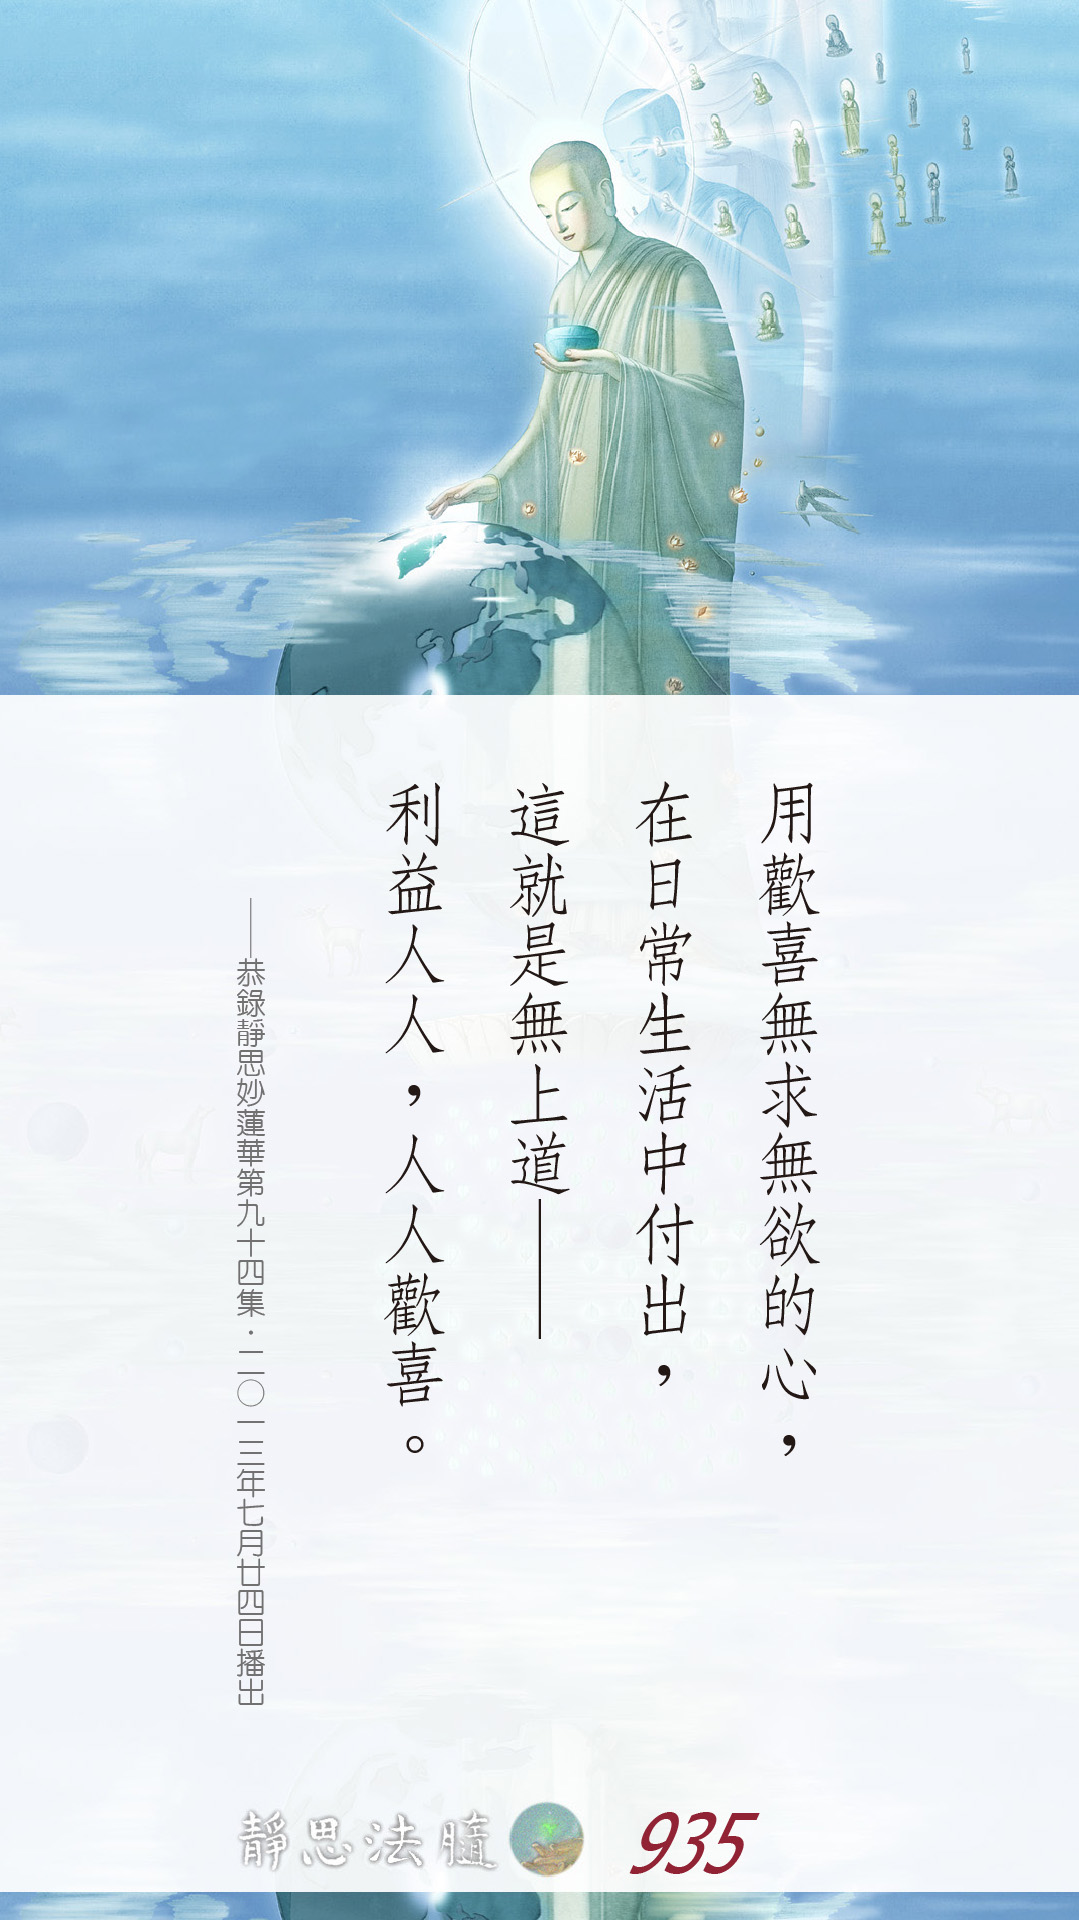 用歡喜無求無欲的心，
在日常生活中付出，
這就是無上道——
利益人人，人人歡喜。
——恭錄靜思妙蓮華第九十四集．二〇一三年七月廿四日播出
靜思法髓
935